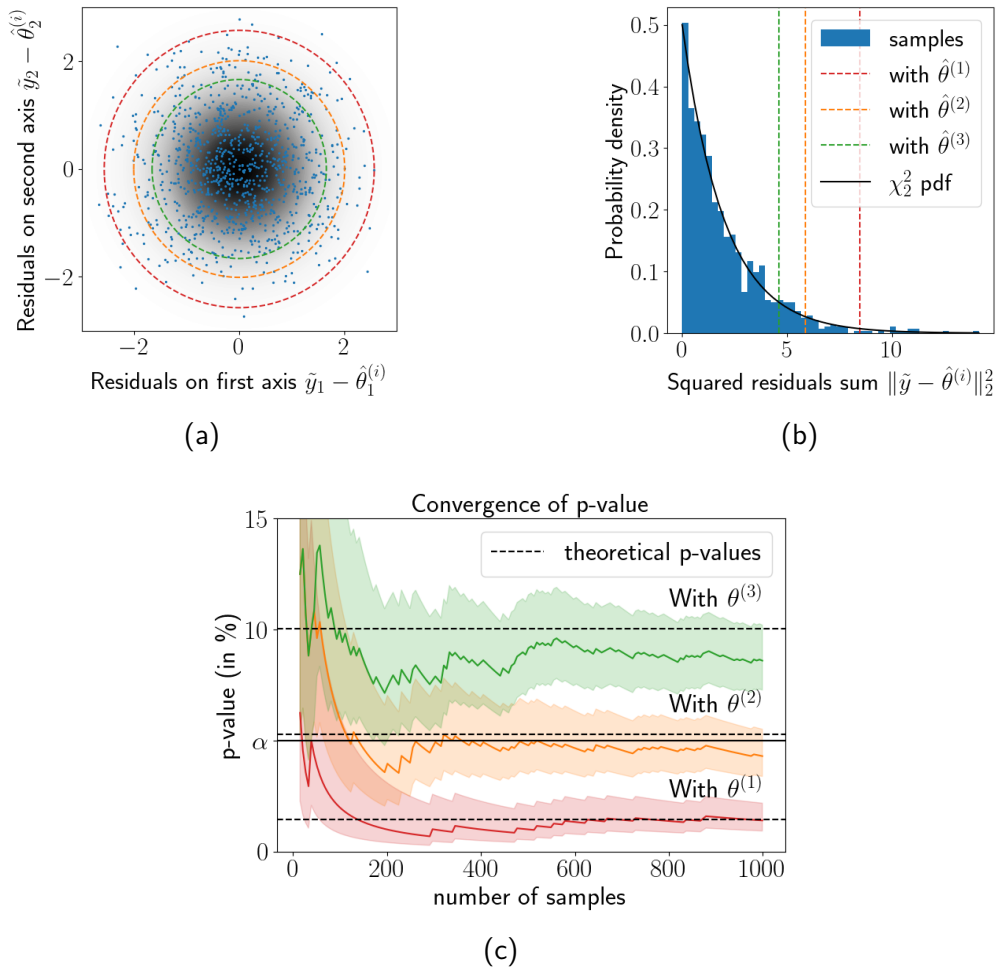 Residuals on second axis ỹ₂ − θ̂₂⁽ⁱ⁾
2
0
−2
−2
0
2
Residuals on first axis ỹ₁ − θ̂₁⁽ⁱ⁾
(a)
Probability density
0.5
0.4
0.3
0.2
0.1
0.0
0
5
10
samples
with θ̂⁽¹⁾
with θ̂⁽²⁾
with θ̂⁽³⁾
χ₂² pdf
Squared residuals sum ‖ỹ − θ̂⁽ⁱ⁾‖₂²
(b)
Convergence of p-value
p-value (in %)
15
10
α
0
theoretical p-values
With θ⁽³⁾
With θ⁽²⁾
With θ⁽¹⁾
0
200
400
600
800
1000
number of samples
(c)